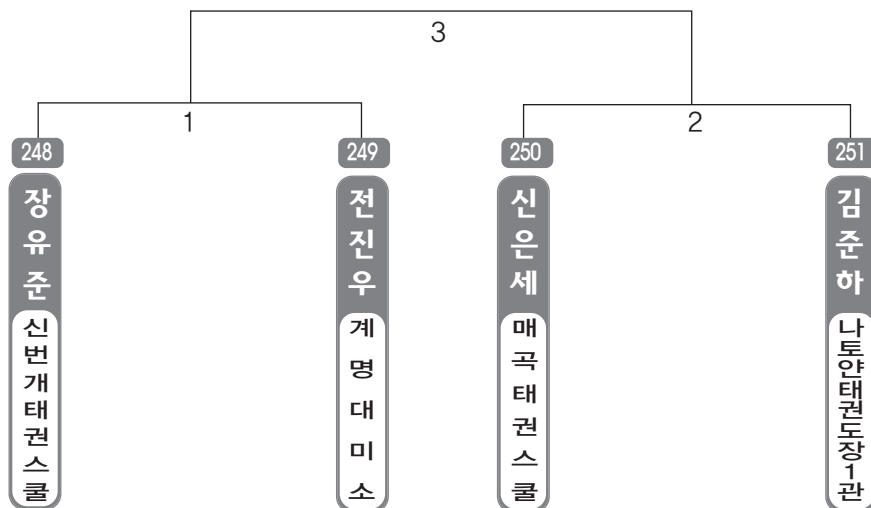 3
1
2
248
249
250
251
장유준
전진우
신은세
김준하
신번개태권스쿨
계명대미소
매곡태권스쿨
나토얀태권도장1관